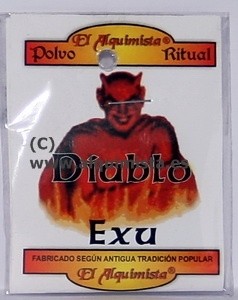 El Alquimista®
Polvo Ritual
(C)
Diablo
Exu
FABRICADO SEGÚN ANTIGUA TRADICIÓN POPULAR
El Alquimista®